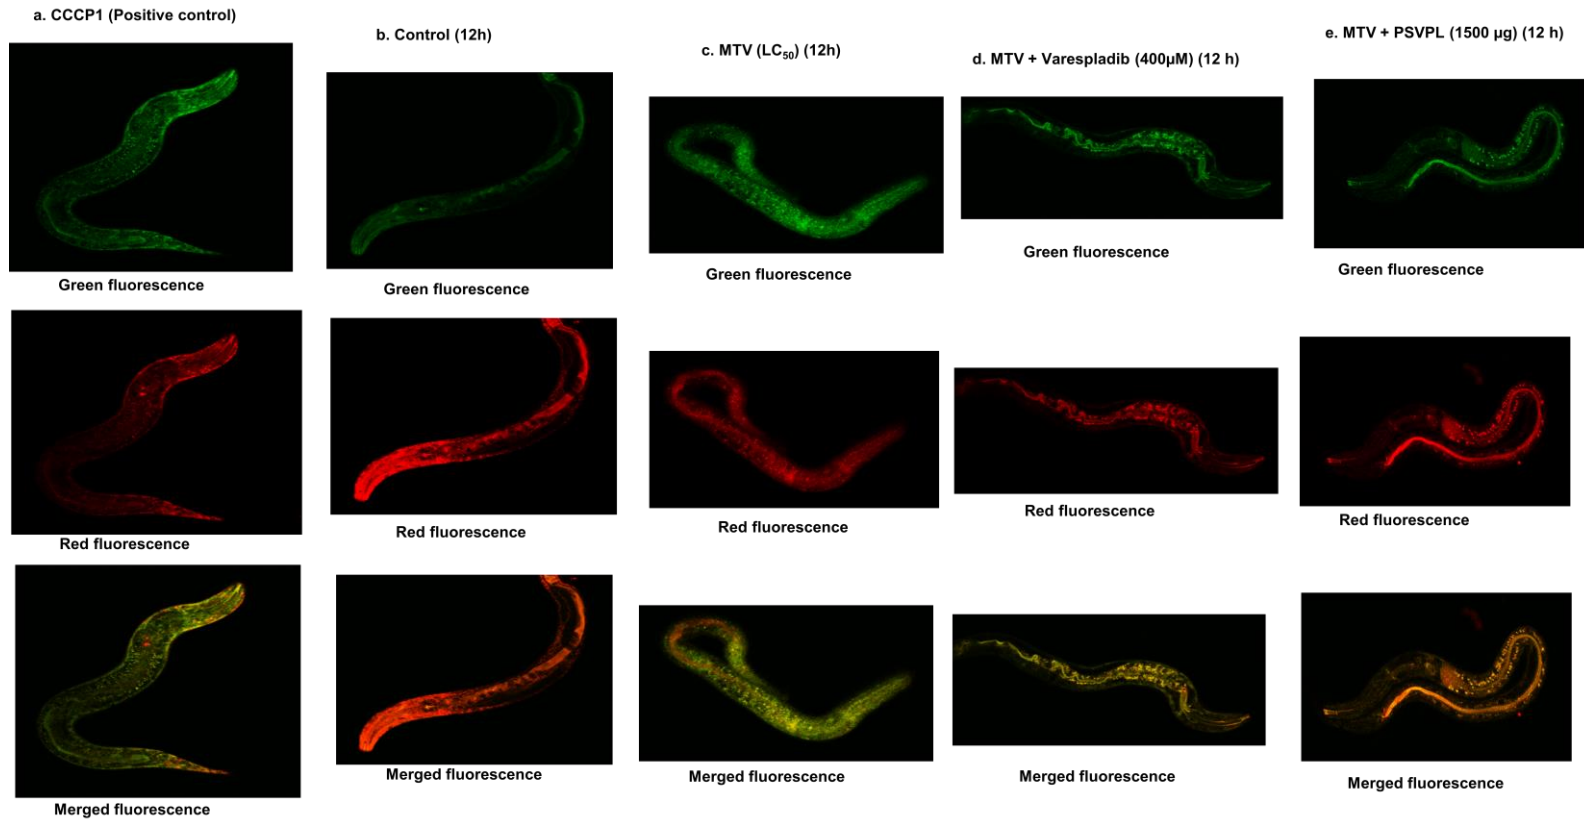 a. CCCP1 (Positive control)
b. Control (12h)
c. MTV (LC₅₀) (12h)
d. MTV + Varespladib (400µM) (12 h)
e. MTV + PSVPL (1500 µg) (12 h)
Green fluorescence
Green fluorescence
Green fluorescence
Green fluorescence
Green fluorescence
Red fluorescence
Red fluorescence
Red fluorescence
Red fluorescence
Red fluorescence
Merged fluorescence
Merged fluorescence
Merged fluorescence
Merged fluorescence
Merged fluorescence